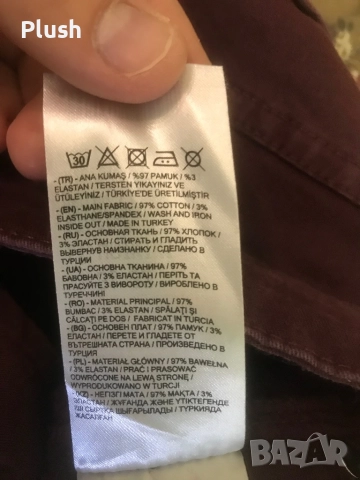 Plush
30
- (TR) - ANA KUMAŞ / %97 PAMUK / %3
ELASTAN / TERSTEN YIKAYINIZ VE
ÜTÜLEYİNİZ / TÜRKİYE'DE ÜRETİLMİŞTİR
- (EN) - MAIN FABRIC / 97% COTTON / 3%
ELASTHANE/SPANDEX / WASH AND IRON
INSIDE OUT / MADE IN TURKEY
- (RU) - ОСНОВНАЯ ТКАНЬ / 97% ХЛОПОК /
3% ЭЛАСТАН / СТИРАТЬ И ГЛАДИТЬ
ВЫВЕРНУВ НАИЗНАНКУ / СДЕЛАНО В
ТУРЦИИ
- (UA) - ОСНОВНА ТКАНИНА / 97%
БАВОВНА / 3% ЕЛАСТАН / ПЕРІТЬ ТА
ПРАСУЙТЕ З ВИВОРОТУ / ВИРОБЛЕНО В
ТУРЕЧЧИНІ
- (RO) - MATERIAL PRINCIPAL / 97%
BUMBAC / 3% ELASTAN / SPĂLAŢI ŞI
CĂLCAŢI PE DOS / FABRICAT IN TURCIA
- (BG) - ОСНОВЕН ПЛАТ / 97% ПАМУК / 3%
ЕЛАСТАН / ПЕРЕТЕ И ГЛАДЕТЕ ОТ
ВЪТРЕШНАТА СТРАНА / ПРОИЗВЕДЕНО В
ТУРЦИЯ
- (PL) - MATERIAŁ GŁÓWNY / 97% BAWEŁNA
/ 3% ELASTAN / PRAĆ I PRASOWAĆ
ODWRÓCONE NA LEWĄ STRONĘ /
WYPRODUKOWANO W TURCJI
- (KZ) - НЕГІЗГІ МАТА / 97% МАҚТА / 3%
ЭЛАСТАН / ЖУҒАНДА ЖӘНЕ ҮТІКТЕГЕНДЕ
ІШ СЫРТҚА ШЫҒАРЫЛАДЫ / ТҮРКИЯДА
ЖАСАЛҒАН
BAZAR
bg